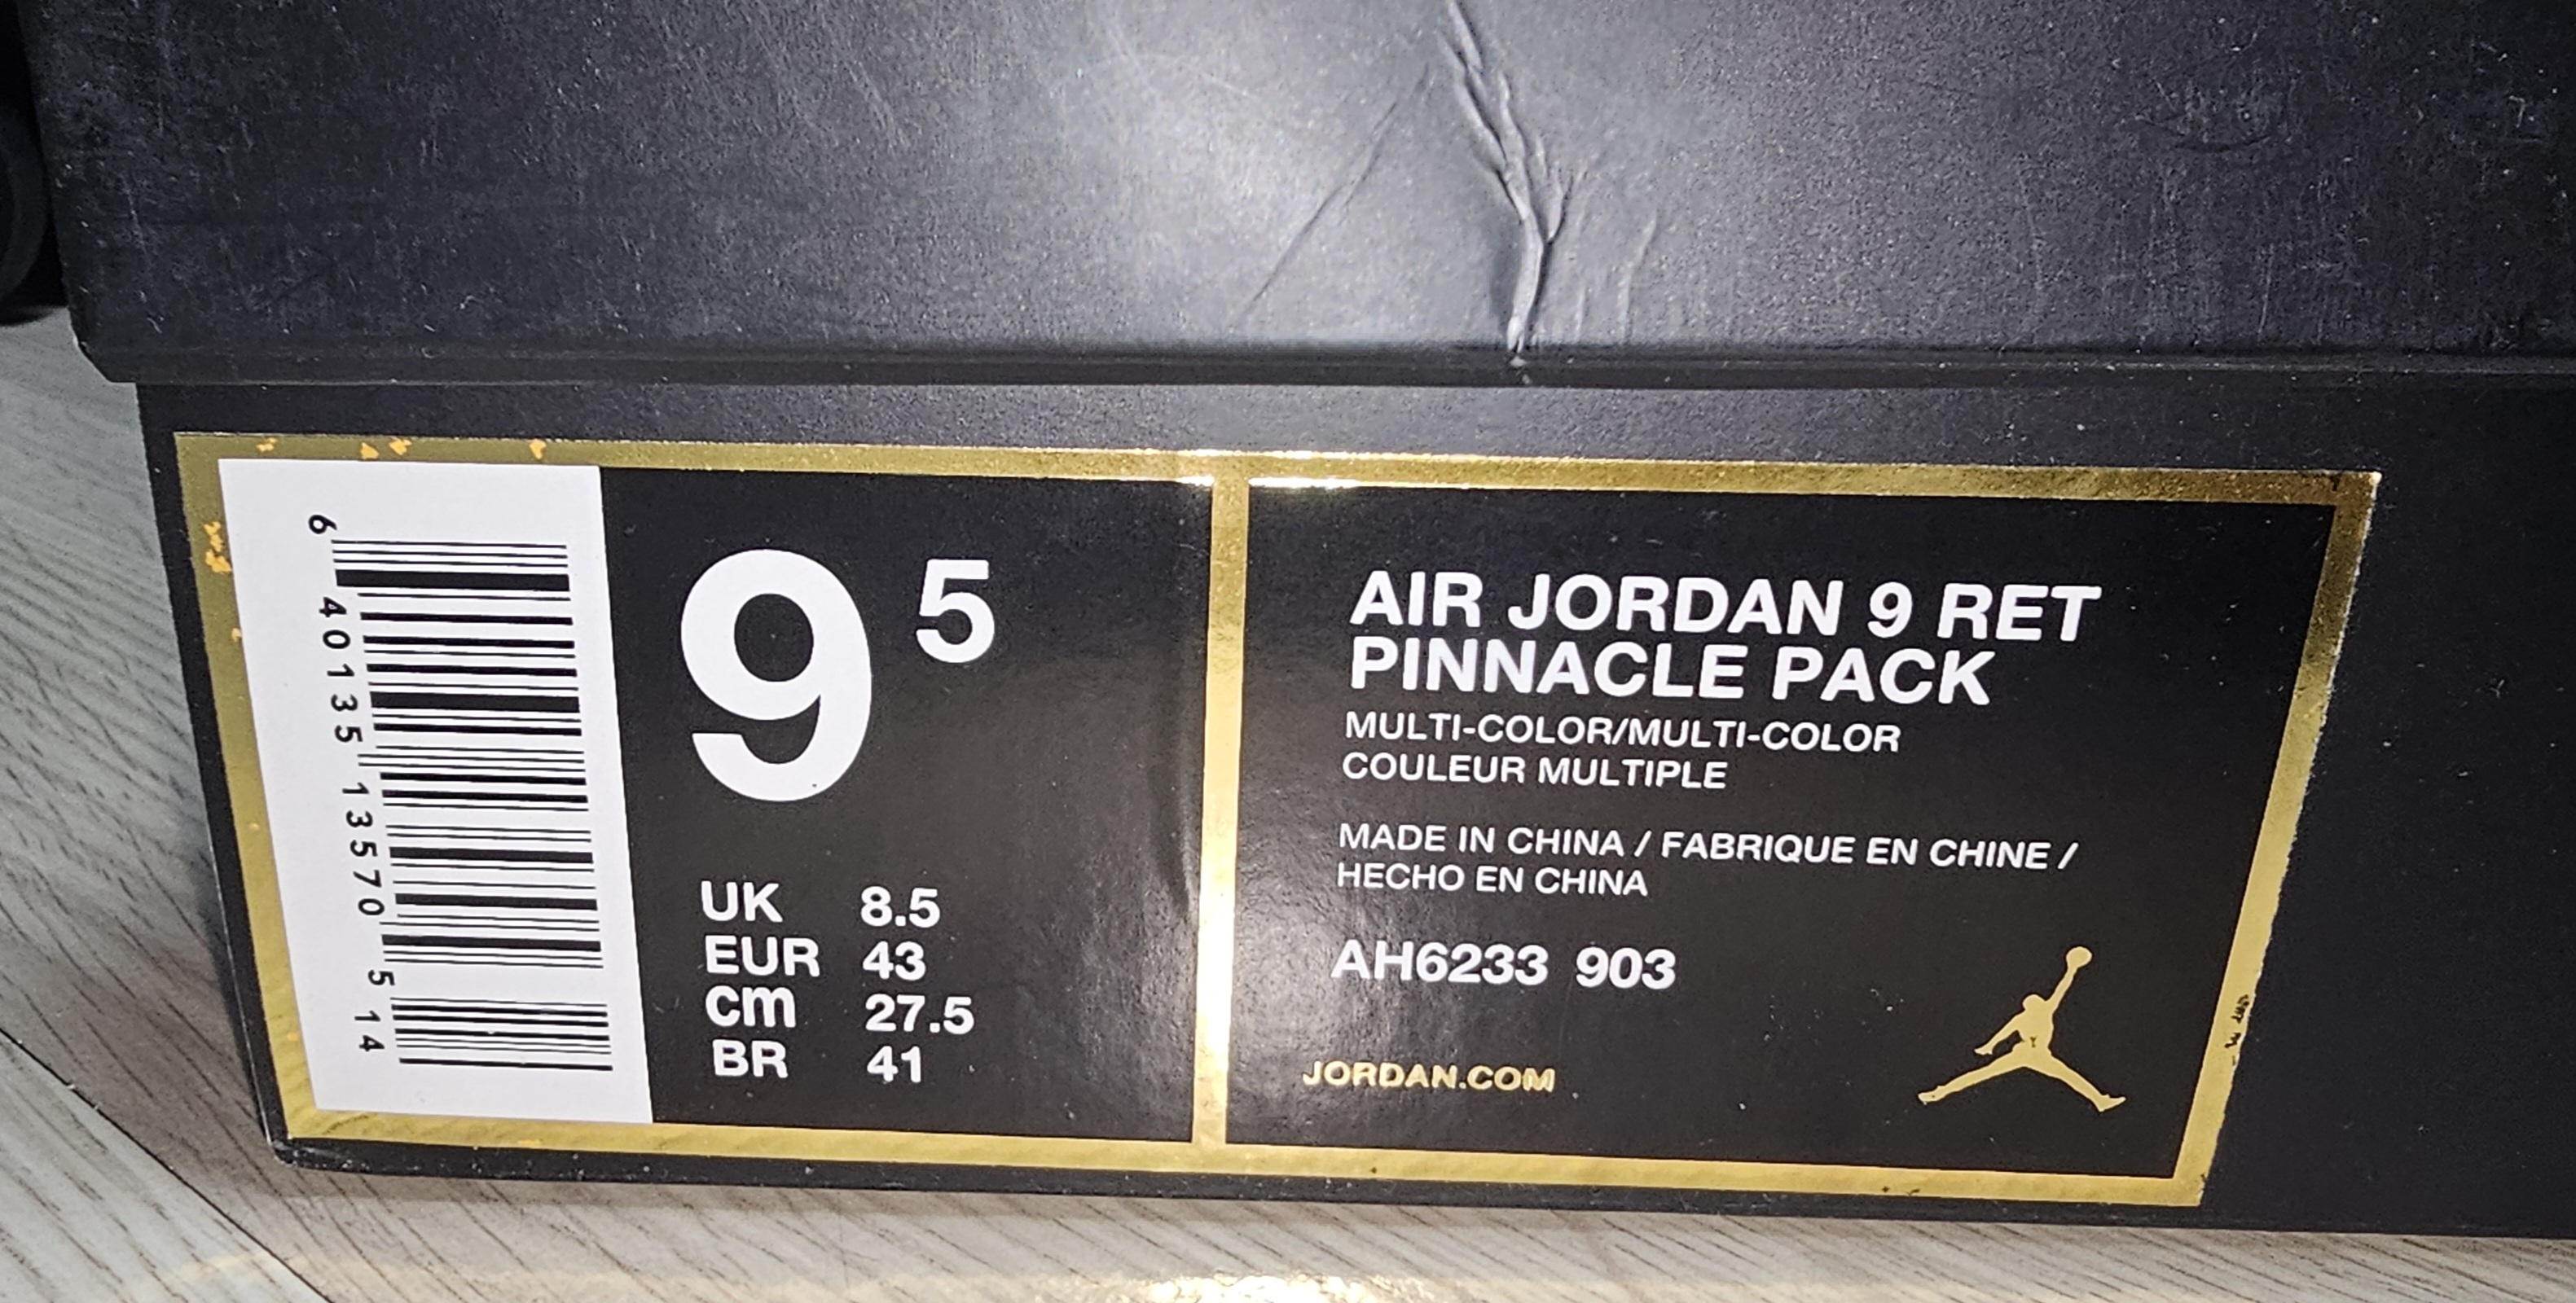 6 40135 13570 5 14
9 5
UK 8.5
EUR 43
cm 27.5
BR 41
AIR JORDAN 9 RET
PINNACLE PACK
MULTI-COLOR/MULTI-COLOR
COULEUR MULTIPLE
MADE IN CHINA / FABRIQUE EN CHINE /
HECHO EN CHINA
AH6233 903
JORDAN.COM